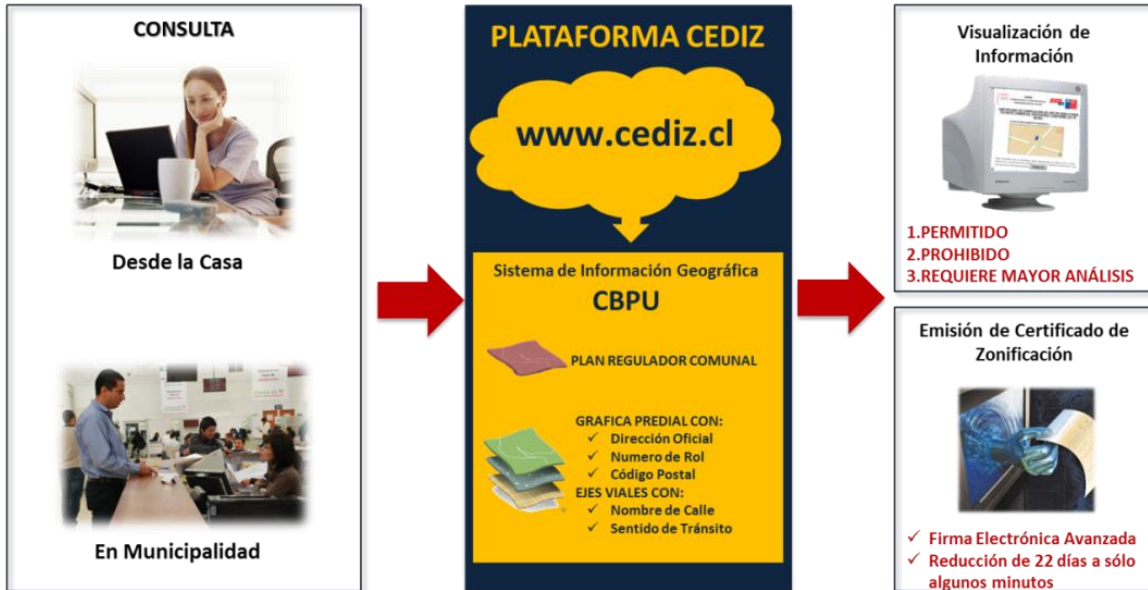 CONSULTA
Desde la Casa
En Municipalidad
PLATAFORMA CEDIZ
www.cediz.cl
Sistema de Información Geográfica
CBPU
PLAN REGULADOR COMUNAL
GRAFICA PREDIAL CON:
✓ Dirección Oficial
✓ Numero de Rol
✓ Código Postal
EJES VIALES CON:
✓ Nombre de Calle
✓ Sentido de Tránsito
Visualización de
Información
1.PERMITIDO
2.PROHIBIDO
3.REQUIERE MAYOR ANÁLISIS
Emisión de Certificado de
Zonificación
✓ Firma Electrónica Avanzada
✓ Reducción de 22 días a sólo
algunos minutos